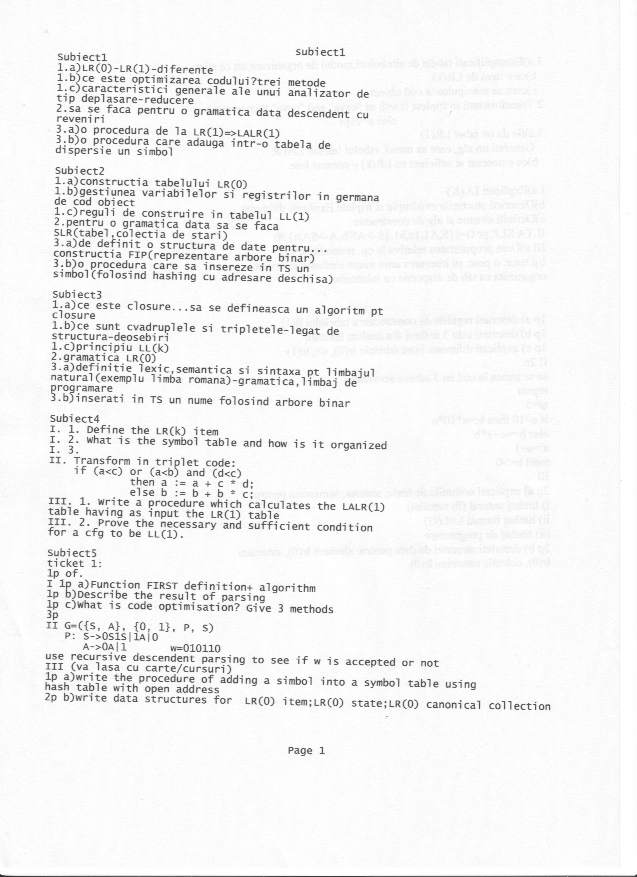 subiect1
Subiect1
1.a)LR(0)-LR(1)-diferente
1.b)ce este optimizarea codului?trei metode
1.c)caracteristici generale ale unui analizator de
tip deplasare-reducere
2.sa se faca pentru o gramatica data descendent cu
reveniri
3.a)o procedura de la LR(1)=>LALR(1)
3.b)o procedura care adauga intr-o tabela de
dispersie un simbol
Subiect2
1.a)constructia tabelului LR(0)
1.b)gestiunea variabilelor si registrilor in germana
de cod obiect
1.c)reguli de construire in tabelul LL(1)
2.pentru o gramatica data sa se faca
SLR(tabel,colectia de stari)
3.a)de definit o structura de date pentru...
constructia FIP(reprezentare arbore binar)
3.b)o procedura care sa insereze in TS un
simbol(folosind hashing cu adresare deschisa)
Subiect3
1.a)ce este closure...sa se defineasca un algoritm pt
closure
1.b)ce sunt cvadruplele si tripletele-legat de
structura-deosebiri
1.c)principiu LL(k)
2.gramatica LR(0)
3.a)definitie lexic,semantica si sintaxa pt limbajul
natural(exemplu limba romana)-gramatica,limbaj de
programare
3.b)inserati in TS un nume folosind arbore binar
Subiect4
I. 1. Define the LR(k) item
I. 2. What is the symbol table and how is it organized
I. 3.
II. Transform in triplet code:
if (a<c) or (a<b) and (d<c)
then a := a + c * d;
else b := b + b * c;
III. 1. Write a procedure which calculates the LALR(1)
table having as input the LR(1) table
III. 2. Prove the necessary and sufficient condition
for a cfg to be LL(1).
Subiect5
ticket 1:
1p of.
I 1p a)Function FIRST definition+ algorithm
1p b)Describe the result of parsing
1p c)What is code optimisation? Give 3 methods
3p
II G=({S, A}, {0, 1}, P, S)
P: S->0S1S|1A|0
A->0A|1 w=010110
use recursive descendent parsing to see if w is accepted or not
III (va lasa cu carte/cursuri)
1p a)write the procedure of adding a simbol into a symbol table using
hash table with open address
2p b)write data structures for LR(0) item;LR(0) state;LR(0) canonical collection
Page 1